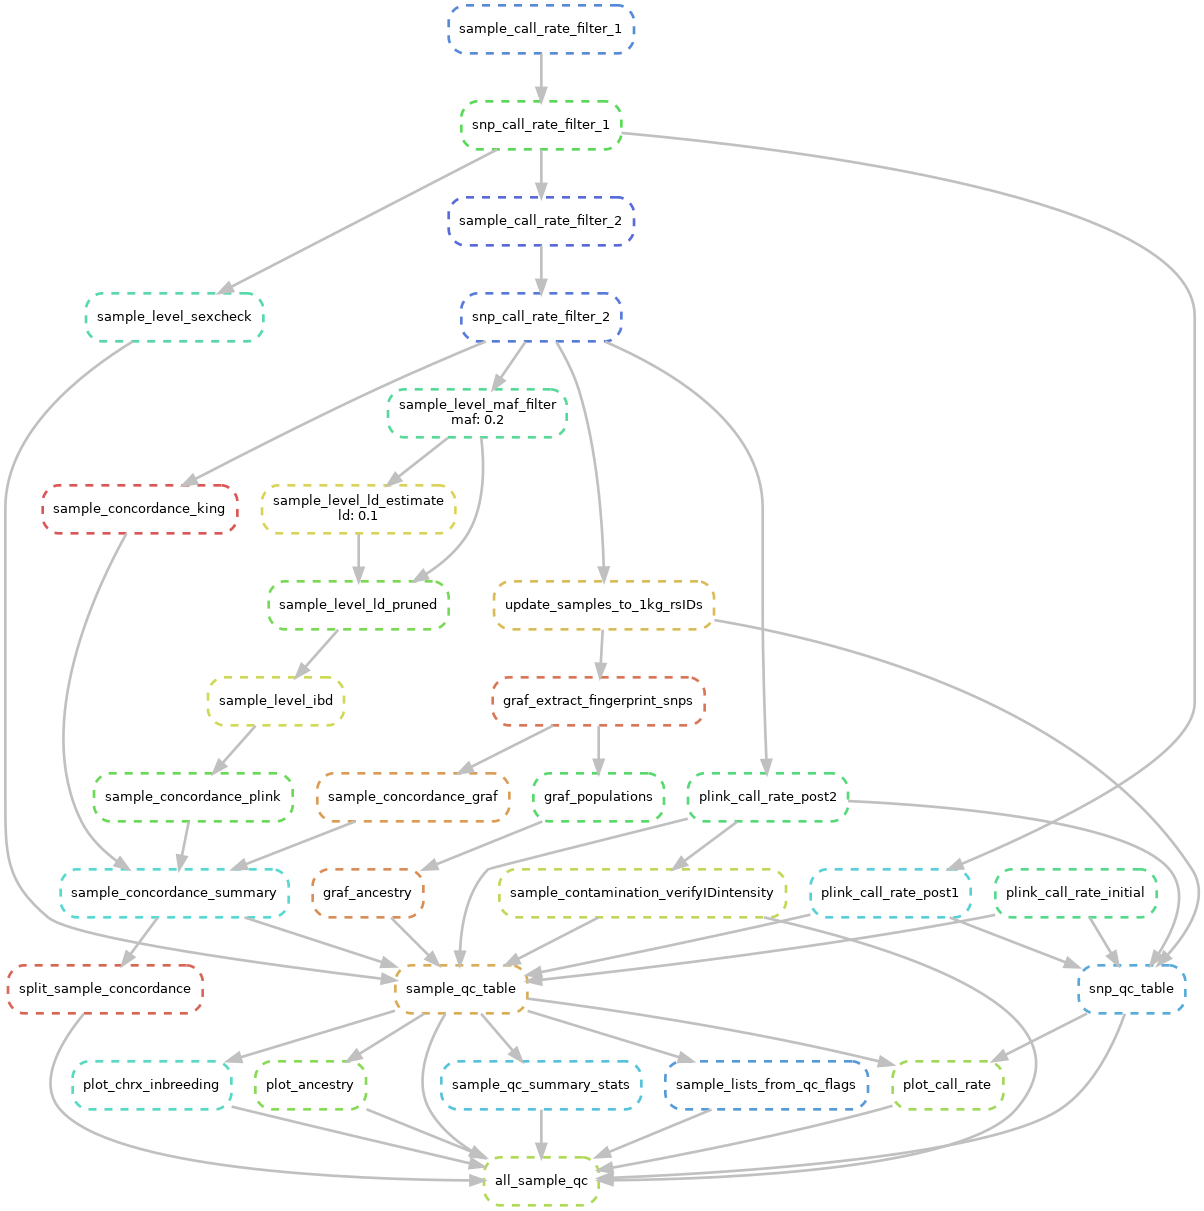 sample_call_rate_filter_1
snp_call_rate_filter_1
sample_call_rate_filter_2
sample_level_sexcheck
snp_call_rate_filter_2
sample_level_maf_filter
maf: 0.2
sample_concordance_king
sample_level_ld_estimate
ld: 0.1
sample_level_ld_pruned
update_samples_to_1kg_rsIDs
sample_level_ibd
graf_extract_fingerprint_snps
sample_concordance_plink
sample_concordance_graf
graf_populations
plink_call_rate_post2
sample_concordance_summary
graf_ancestry
sample_contamination_verifyIDintensity
plink_call_rate_post1
plink_call_rate_initial
split_sample_concordance
sample_qc_table
snp_qc_table
plot_chrx_inbreeding
plot_ancestry
sample_qc_summary_stats
sample_lists_from_qc_flags
plot_call_rate
all_sample_qc